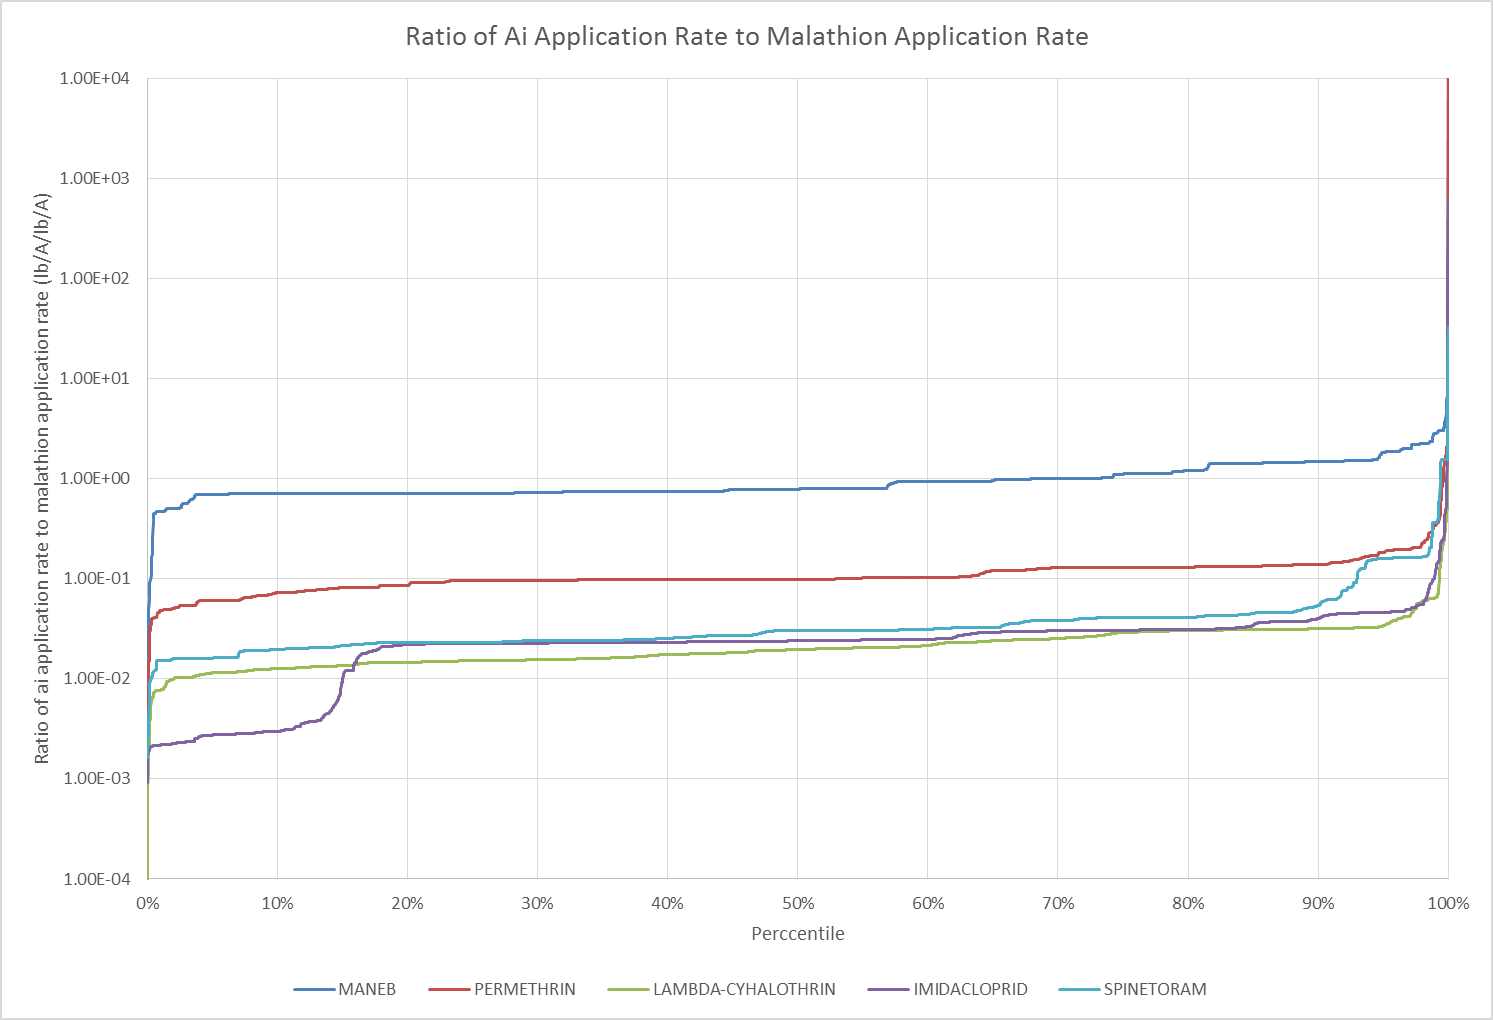 Ratio of Ai Application Rate to Malathion Application Rate
Ratio of ai application rate to malathion application rate (lb/A/lb/A)
1.00E+04
1.00E+03
1.00E+02
1.00E+01
1.00E+00
1.00E-01
1.00E-02
1.00E-03
1.00E-04
0% 10% 20% 30% 40% 50% 60% 70% 80% 90% 100%
Perccentile
MANEB PERMETHRIN LAMBDA-CYHALOTHRIN IMIDACLOPRID SPINETORAM